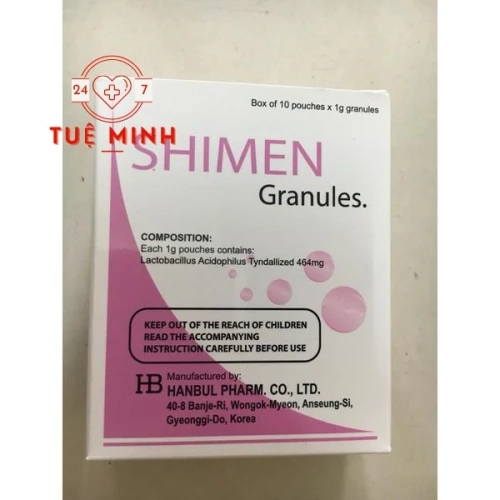 24
7
TUỆ MINH
Box of 10 pouches x 1g granules
SHIMEN
Granules.
COMPOSITION:
Each 1g pouches contains:
Lactobacillus Acidophilus Tyndallized 464mg
KEEP OUT OF THE REACH OF CHILDREN
READ THE ACCOMPANYING
INSTRUCTION CAREFULLY BEFORE USE
HB
Manufactured by:
HANBUL PHARM. CO., LTD.
40-8 Banje-Ri, Wongok-Myeon, Anseung-Si,
Gyeonggi-Do, Korea